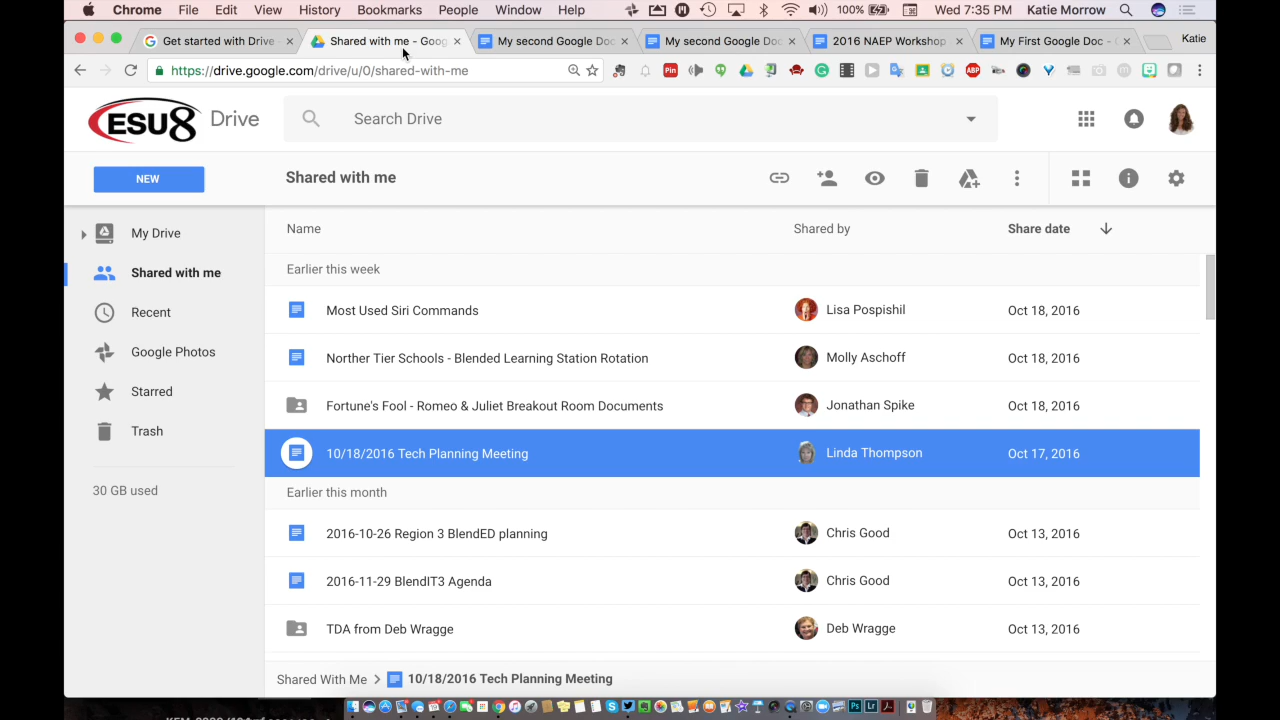 Chrome File Edit View History Bookmarks People Window Help 100% Wed 7:35 PM Katie Morrow
Get started with Drive Shared with me - Goog My second Google Doc My second Google Doc 2016 NAEP Workshop My First Google Doc - G Katie
https://drive.google.com/drive/u/0/shared-with-me
ESU8 Drive Search Drive
NEW Shared with me
My Drive
Shared with me
Recent
Google Photos
Starred
Trash
30 GB used
Name Shared by Share date
Earlier this week
Most Used Siri Commands Lisa Pospishil Oct 18, 2016
Norther Tier Schools - Blended Learning Station Rotation Molly Aschoff Oct 18, 2016
Fortune's Fool - Romeo & Juliet Breakout Room Documents Jonathan Spike Oct 18, 2016
10/18/2016 Tech Planning Meeting Linda Thompson Oct 17, 2016
Earlier this month
2016-10-26 Region 3 BlendED planning Chris Good Oct 13, 2016
2016-11-29 BlendIT3 Agenda Chris Good Oct 13, 2016
TDA from Deb Wragge Deb Wragge Oct 13, 2016
Shared With Me > 10/18/2016 Tech Planning Meeting